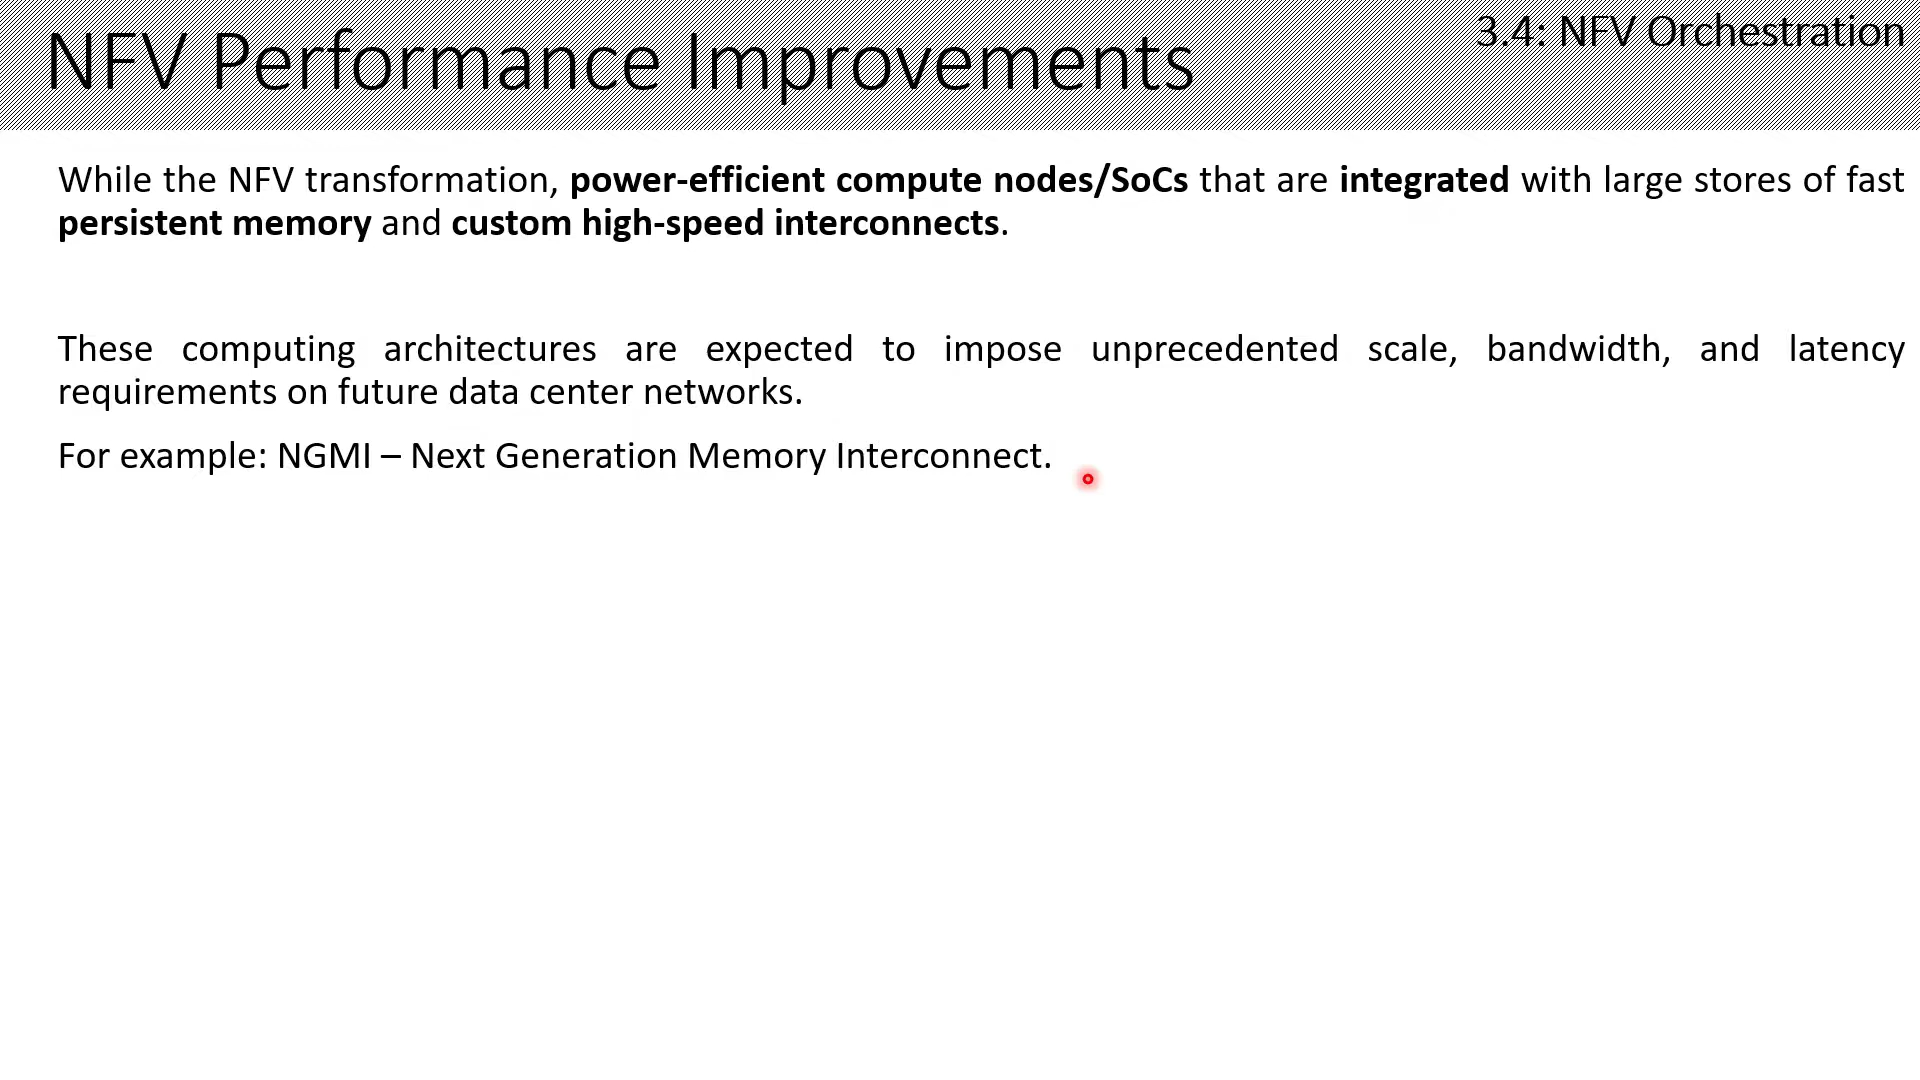 3.4: NFV Orchestration
NFV Performance Improvements
While the NFV transformation, power-efficient compute nodes/SoCs that are integrated with large stores of fast
persistent memory and custom high-speed interconnects.
These computing architectures are expected to impose unprecedented scale, bandwidth, and latency
requirements on future data center networks.
For example: NGMI – Next Generation Memory Interconnect.